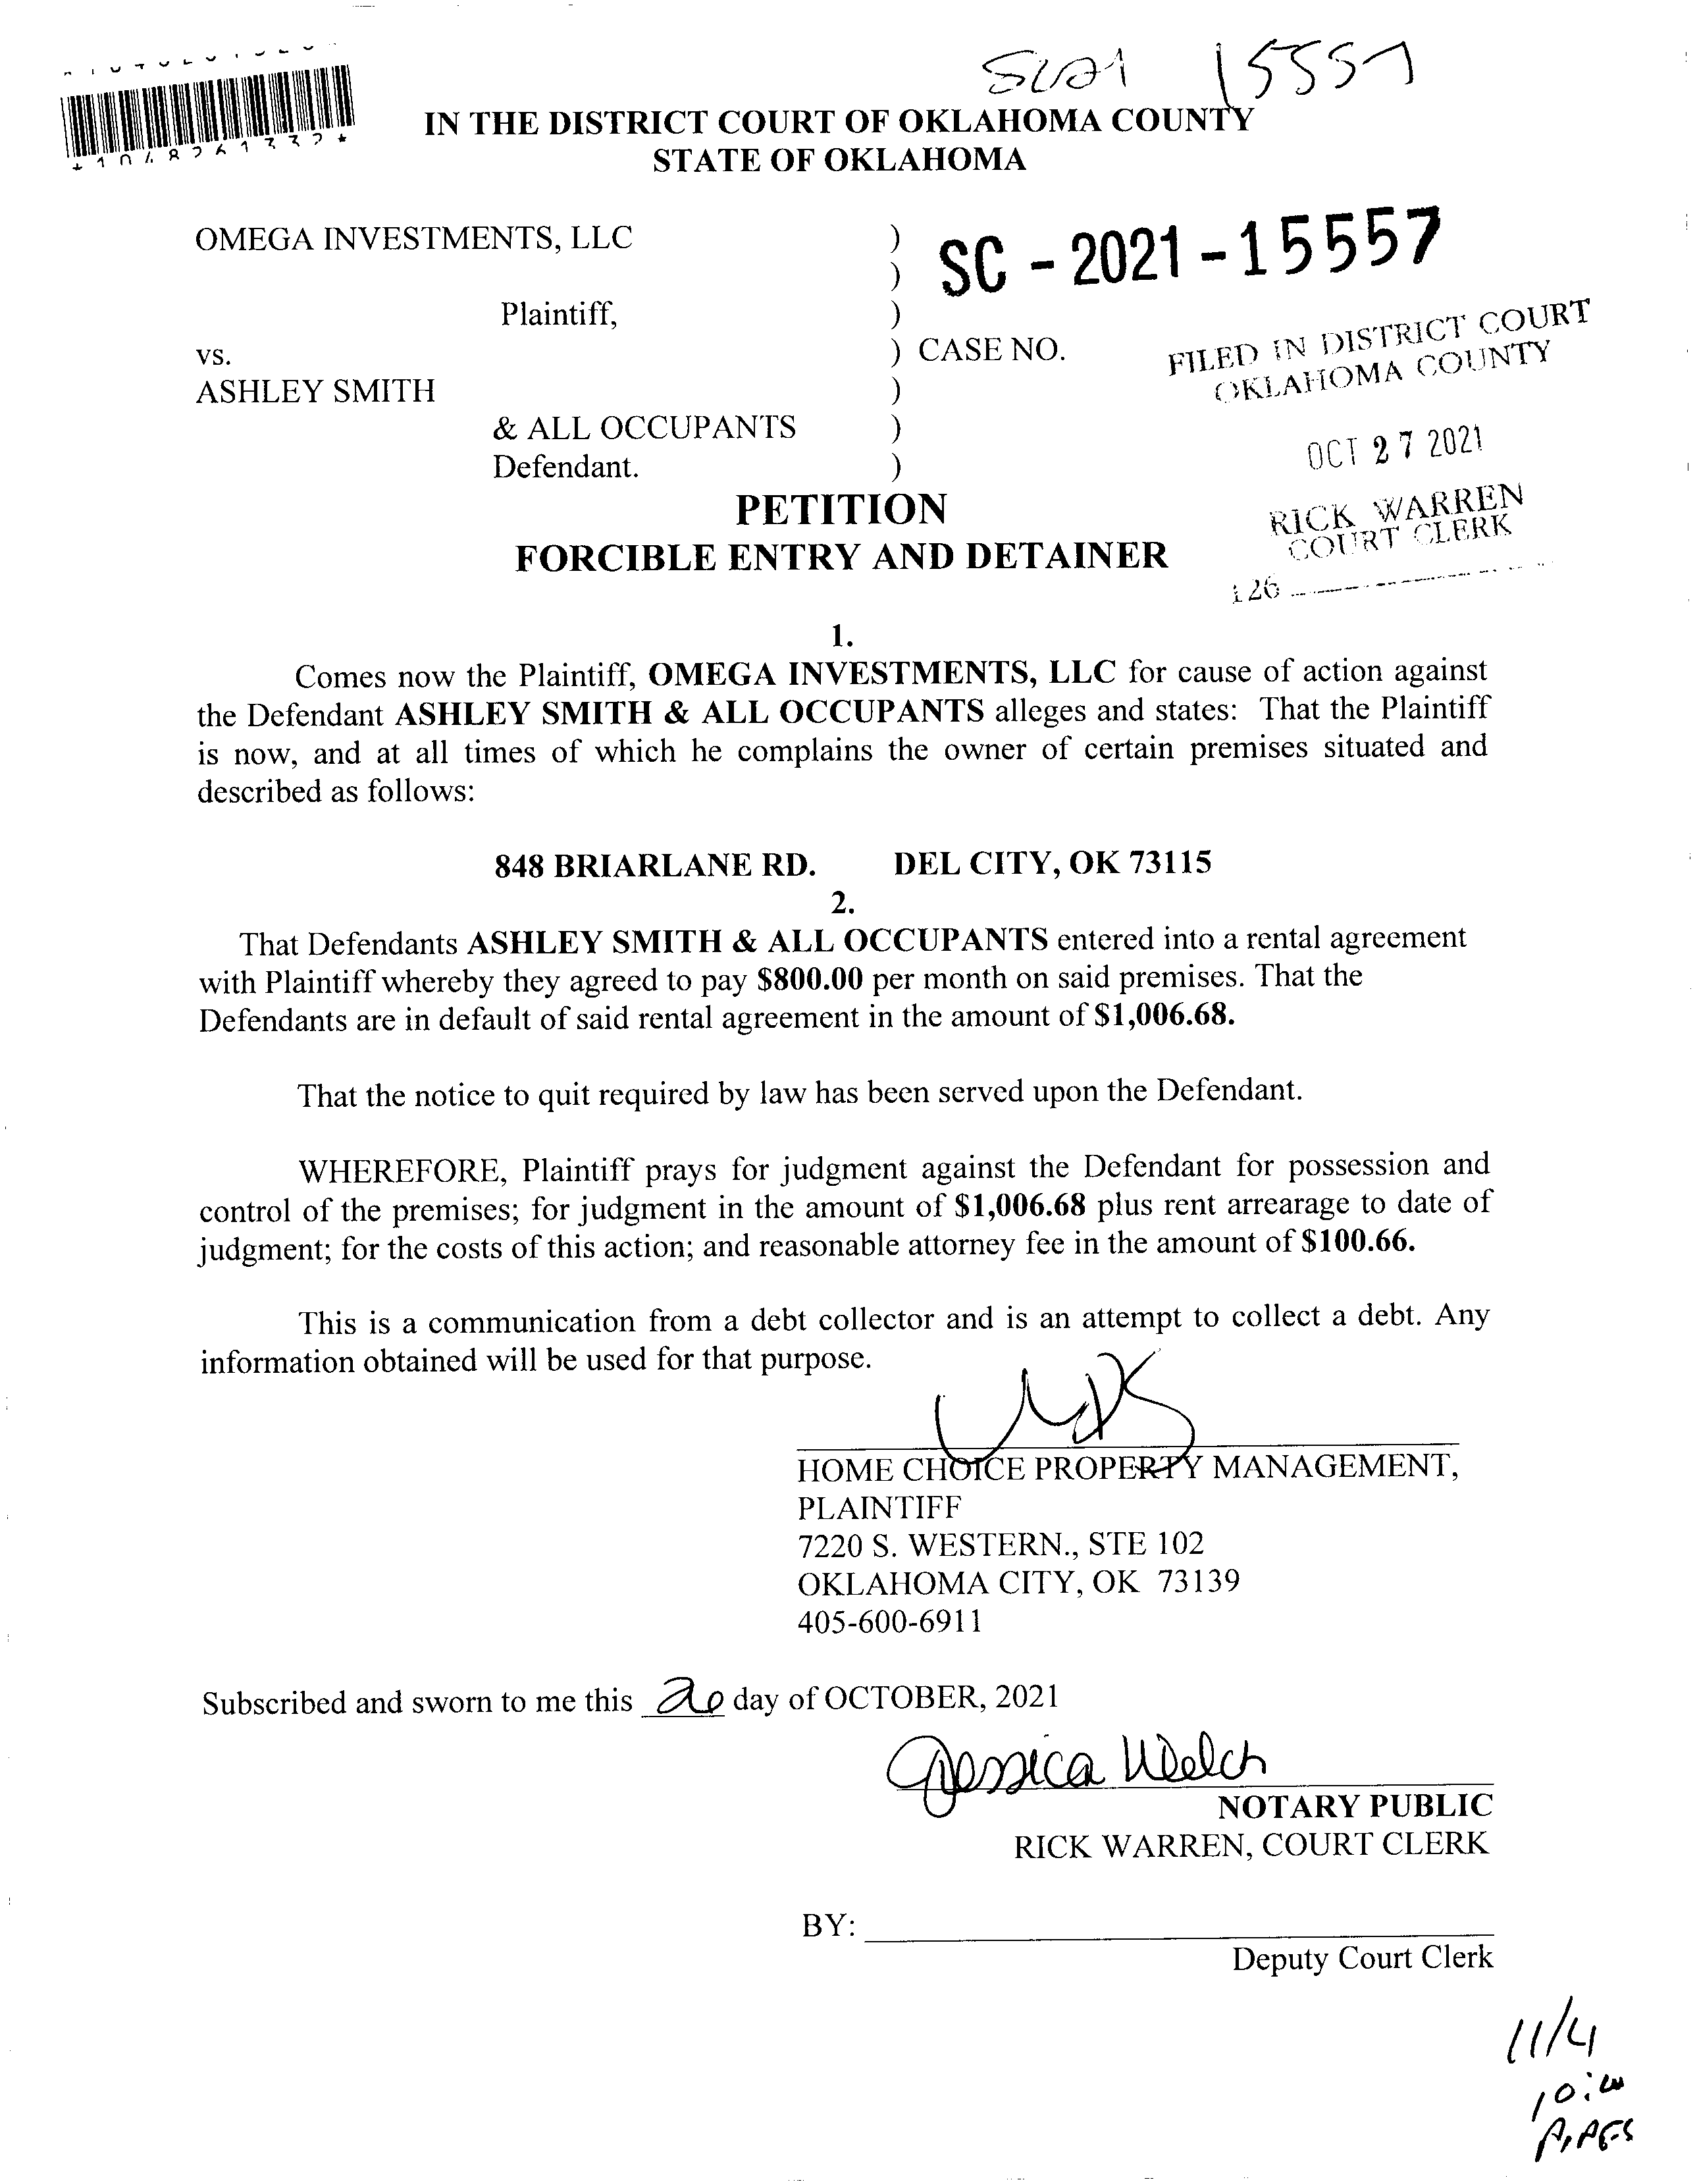 15557
*1048261332*
IN THE DISTRICT COURT OF OKLAHOMA COUNTY
STATE OF OKLAHOMA
OMEGA INVESTMENTS, LLC )
) SC - 2021 - 15557
Plaintiff, )
vs. ) CASE NO.
FILED IN DISTRICT COURT
OKLAHOMA COUNTY
ASHLEY SMITH )
& ALL OCCUPANTS )
OCT 27 2021
Defendant. )
PETITION
RICK WARREN
COURT CLERK
FORCIBLE ENTRY AND DETAINER
126
1.
Comes now the Plaintiff, OMEGA INVESTMENTS, LLC for cause of action against
the Defendant ASHLEY SMITH & ALL OCCUPANTS alleges and states: That the Plaintiff
is now, and at all times of which he complains the owner of certain premises situated and
described as follows:
848 BRIARLANE RD. DEL CITY, OK 73115
2.
That Defendants ASHLEY SMITH & ALL OCCUPANTS entered into a rental agreement
with Plaintiff whereby they agreed to pay $800.00 per month on said premises. That the
Defendants are in default of said rental agreement in the amount of $1,006.68.
That the notice to quit required by law has been served upon the Defendant.
WHEREFORE, Plaintiff prays for judgment against the Defendant for possession and
control of the premises; for judgment in the amount of $1,006.68 plus rent arrearage to date of
judgment; for the costs of this action; and reasonable attorney fee in the amount of $100.66.
This is a communication from a debt collector and is an attempt to collect a debt. Any
information obtained will be used for that purpose.
HOME CHOICE PROPERTY MANAGEMENT,
PLAINTIFF
7220 S. WESTERN., STE 102
OKLAHOMA CITY, OK 73139
405-600-6911
Subscribed and sworn to me this day of OCTOBER, 2021
Jessica Welch
NOTARY PUBLIC
RICK WARREN, COURT CLERK
BY:
Deputy Court Clerk
11/4